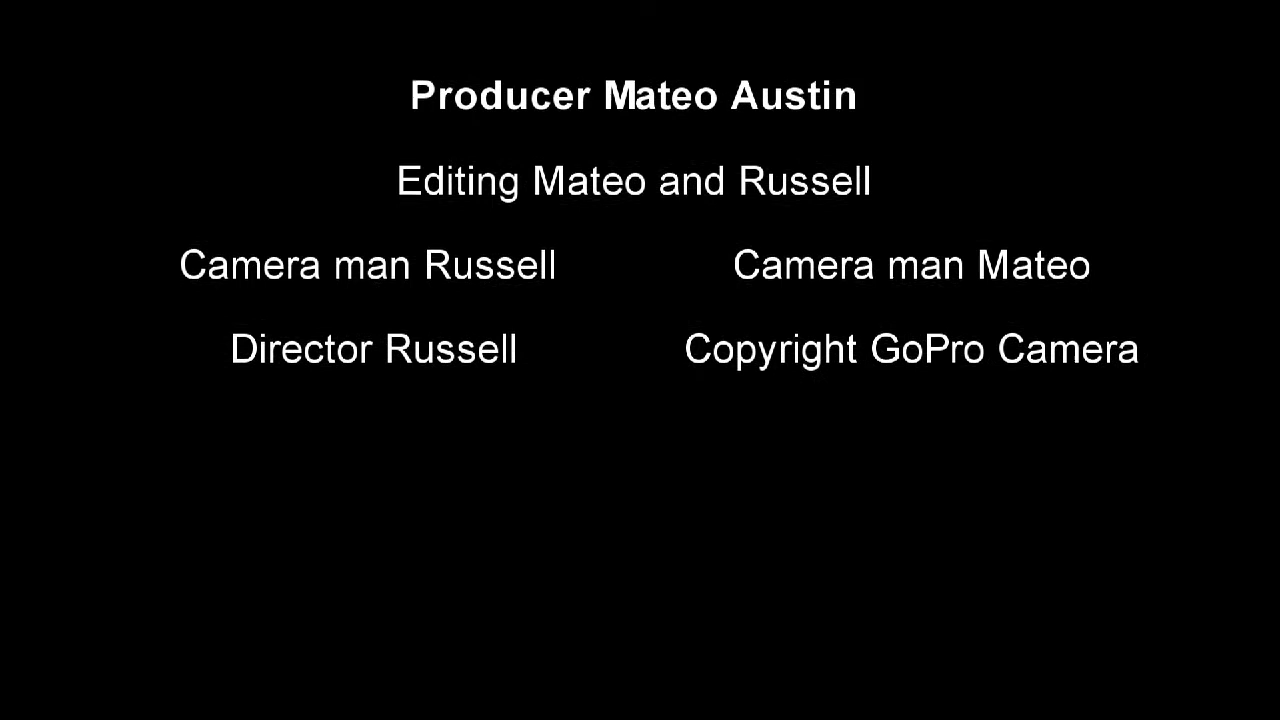 Producer Mateo Austin
Editing Mateo and Russell
Camera man Russell Camera man Mateo
Director Russell Copyright GoPro Camera